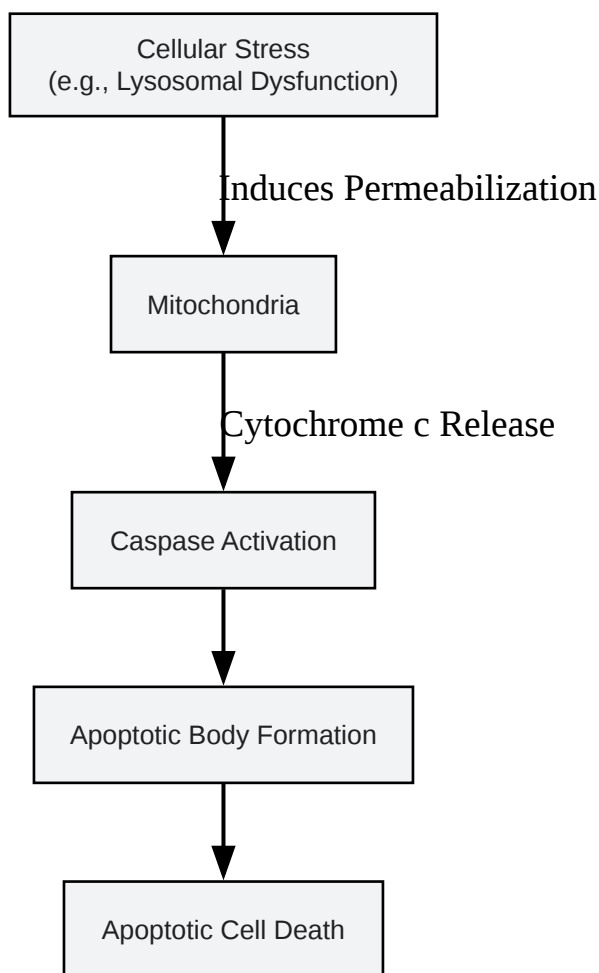 Cellular Stress
(e.g., Lysosomal Dysfunction)
Induces Permeabilization
Mitochondria
Cytochrome c Release
Caspase Activation
Apoptotic Body Formation
Apoptotic Cell Death